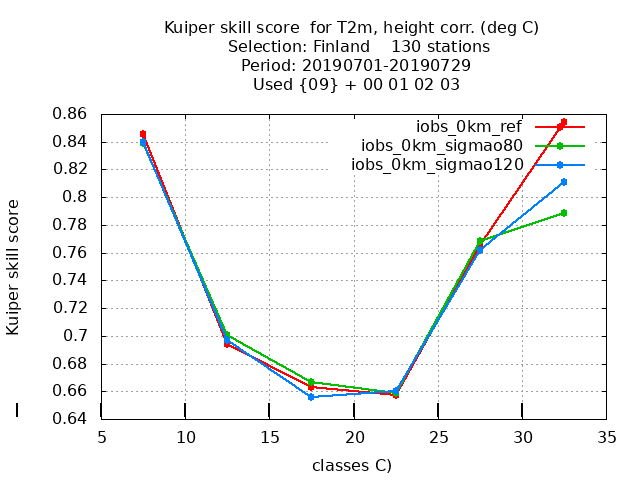 Kuiper skill score  for T2m, height corr. (deg C)
Selection: Finland    130 stations
Period: 20190701-20190729
Used {09} + 00 01 02 03
iobs_0km_ref
iobs_0km_sigmao80
iobs_0km_sigmao120
Kuiper skill score
0.86
0.84
0.82
0.8
0.78
0.76
0.74
0.72
0.7
0.68
0.66
0.64
5 10 15 20 25 30 35
classes C)